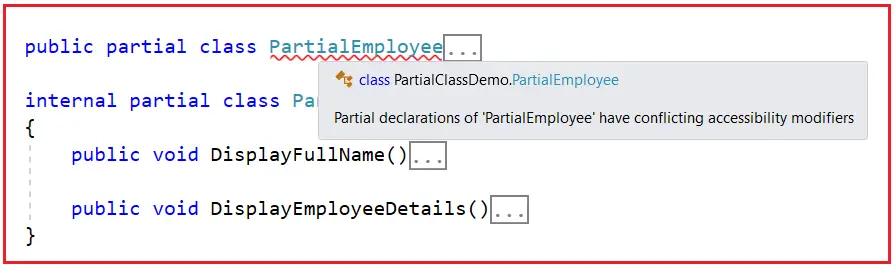 public partial class PartialEmployee...
class PartialClassDemo.PartialEmployee
Partial declarations of 'PartialEmployee' have conflicting accessibility modifiers
internal partial class
{
public void DisplayFullName()...
public void DisplayEmployeeDetails()...
}